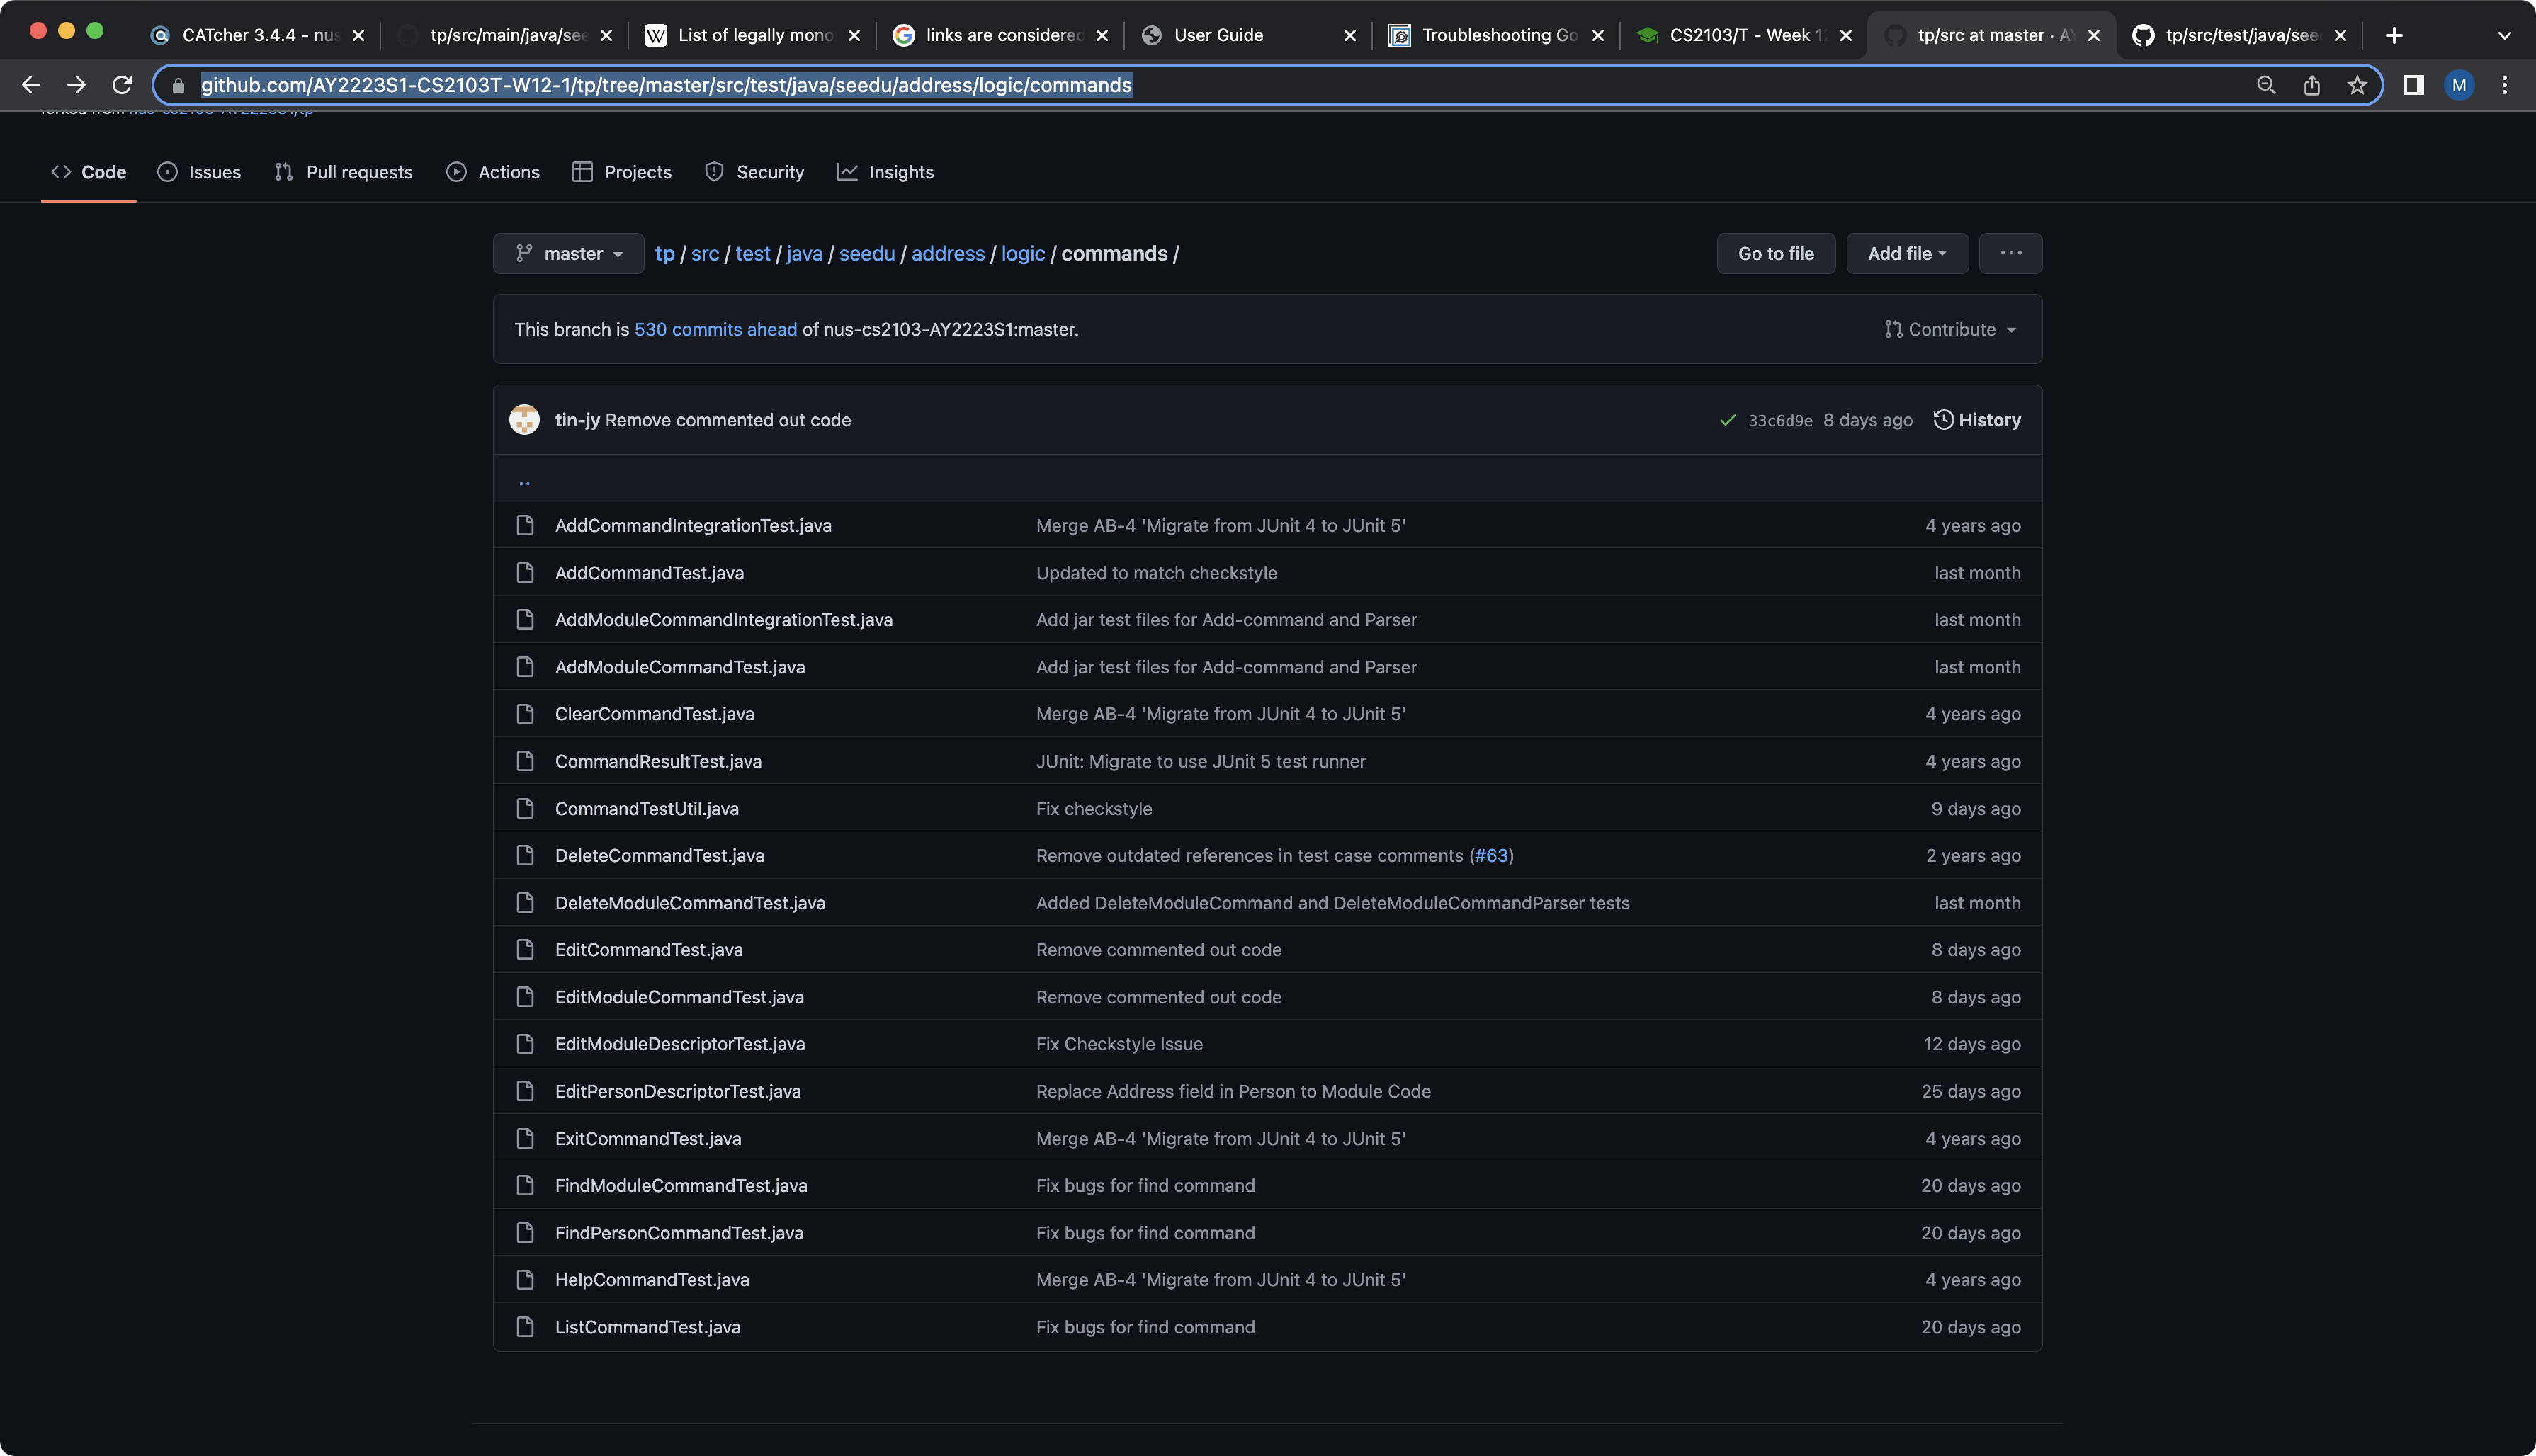 CATcher 3.4.4 - nus
tp/src/main/java/see
List of legally mono
links are considered
User Guide
Troubleshooting Go
CS2103/T - Week 12
tp/src at master · AY
tp/src/test/java/see
github.com/AY2223S1-CS2103T-W12-1/tp/tree/master/src/test/java/seedu/address/logic/commands
M
forked from nus-cs2103-AY2223S1/tp
Code
Issues
Pull requests
Actions
Projects
Security
Insights
master
tp / src / test / java / seedu / address / logic / commands /
Go to file
Add file
This branch is 530 commits ahead of nus-cs2103-AY2223S1:master.
Contribute
tin-jy Remove commented out code
33c6d9e 8 days ago
History
..
AddCommandIntegrationTest.java Merge AB-4 'Migrate from JUnit 4 to JUnit 5' 4 years ago
AddCommandTest.java Updated to match checkstyle last month
AddModuleCommandIntegrationTest.java Add jar test files for Add-command and Parser last month
AddModuleCommandTest.java Add jar test files for Add-command and Parser last month
ClearCommandTest.java Merge AB-4 'Migrate from JUnit 4 to JUnit 5' 4 years ago
CommandResultTest.java JUnit: Migrate to use JUnit 5 test runner 4 years ago
CommandTestUtil.java Fix checkstyle 9 days ago
DeleteCommandTest.java Remove outdated references in test case comments (#63) 2 years ago
DeleteModuleCommandTest.java Added DeleteModuleCommand and DeleteModuleCommandParser tests last month
EditCommandTest.java Remove commented out code 8 days ago
EditModuleCommandTest.java Remove commented out code 8 days ago
EditModuleDescriptorTest.java Fix Checkstyle Issue 12 days ago
EditPersonDescriptorTest.java Replace Address field in Person to Module Code 25 days ago
ExitCommandTest.java Merge AB-4 'Migrate from JUnit 4 to JUnit 5' 4 years ago
FindModuleCommandTest.java Fix bugs for find command 20 days ago
FindPersonCommandTest.java Fix bugs for find command 20 days ago
HelpCommandTest.java Merge AB-4 'Migrate from JUnit 4 to JUnit 5' 4 years ago
ListCommandTest.java Fix bugs for find command 20 days ago